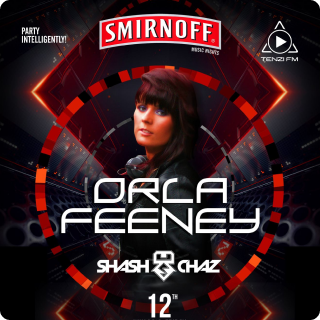 PARTY
INTELLIGENTLY!
SMIRNOFF
MUSIC NIGHTS
TENZI FM
ORLA
FEENEY
SHASH CHAZ
12TH